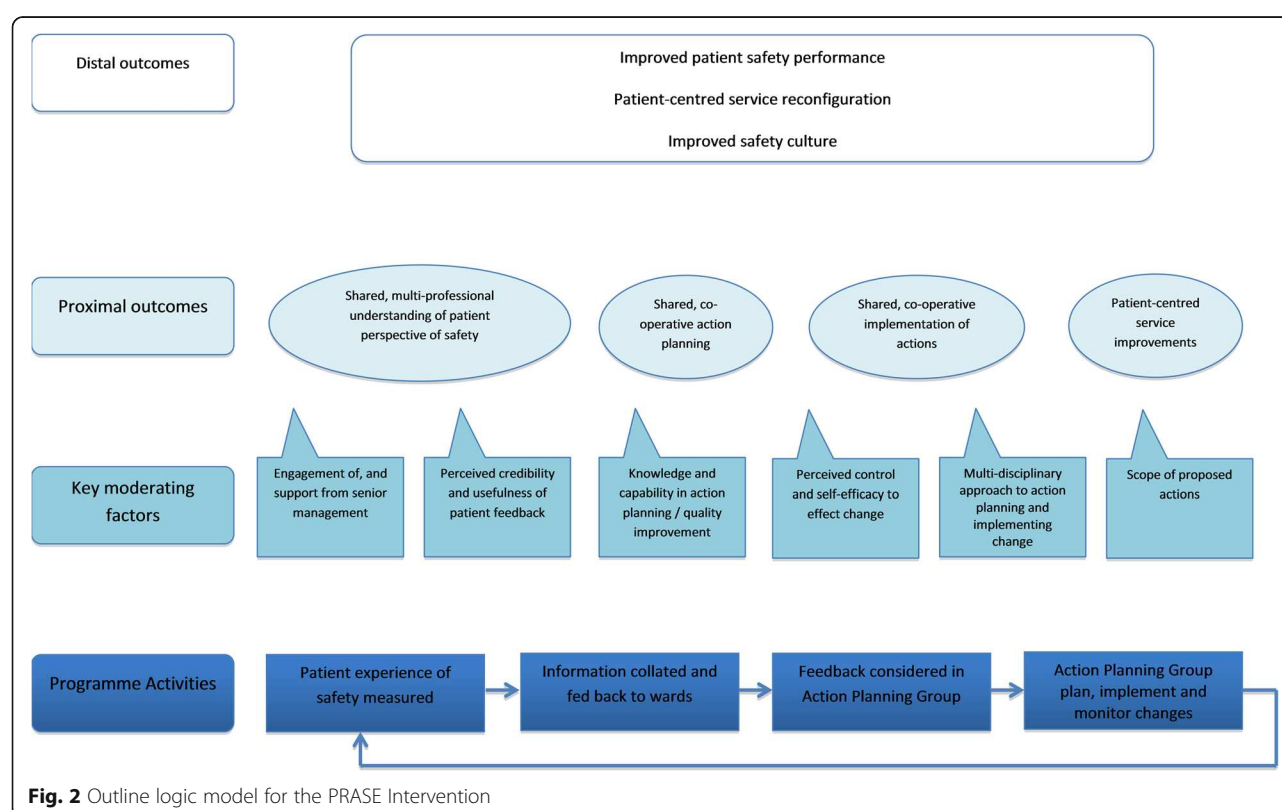 Distal outcomes
Improved patient safety performance
Patient-centred service reconfiguration
Improved safety culture
Proximal outcomes
Shared, multi-professional
understanding of patient
perspective of safety
Shared, co-
operative action
planning
Shared, co-operative
implementation of
actions
Patient-centred
service
improvements
Key moderating
factors
Engagement of, and
support from senior
management
Perceived credibility
and usefulness of
patient feedback
Knowledge and
capability in action
planning / quality
improvement
Perceived control
and self-efficacy to
effect change
Multi-disciplinary
approach to action
planning and
implementing
change
Scope of proposed
actions
Programme Activities
Patient experience of
safety measured
Information collated and
fed back to wards
Feedback considered in
Action Planning Group
Action Planning Group
plan, implement and
monitor changes
Fig. 2 Outline logic model for the PRASE Intervention